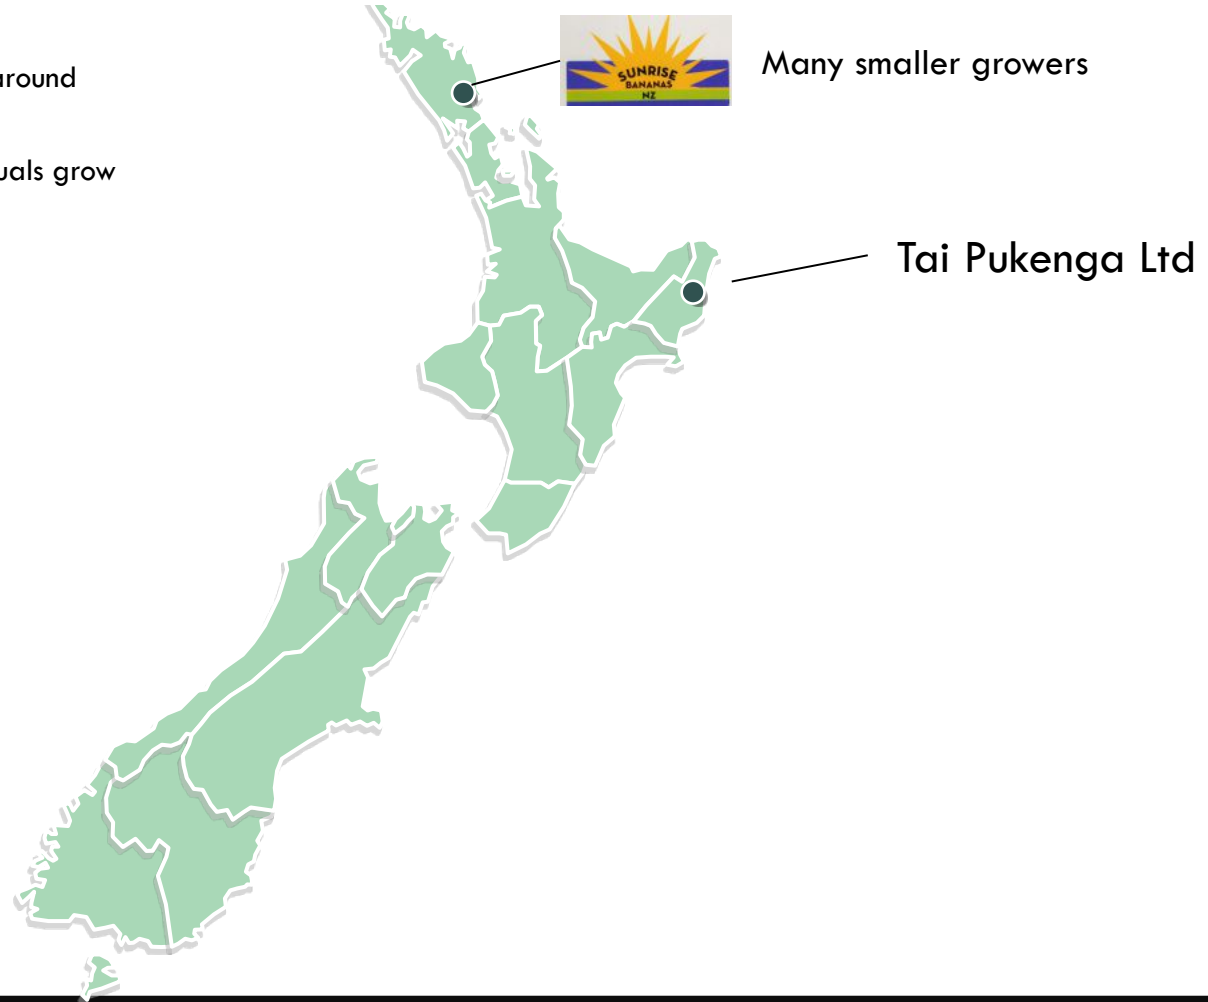 around
uals grow
SUNRISE
BANANAS
NZ
Many smaller growers
Tai Pukenga Ltd